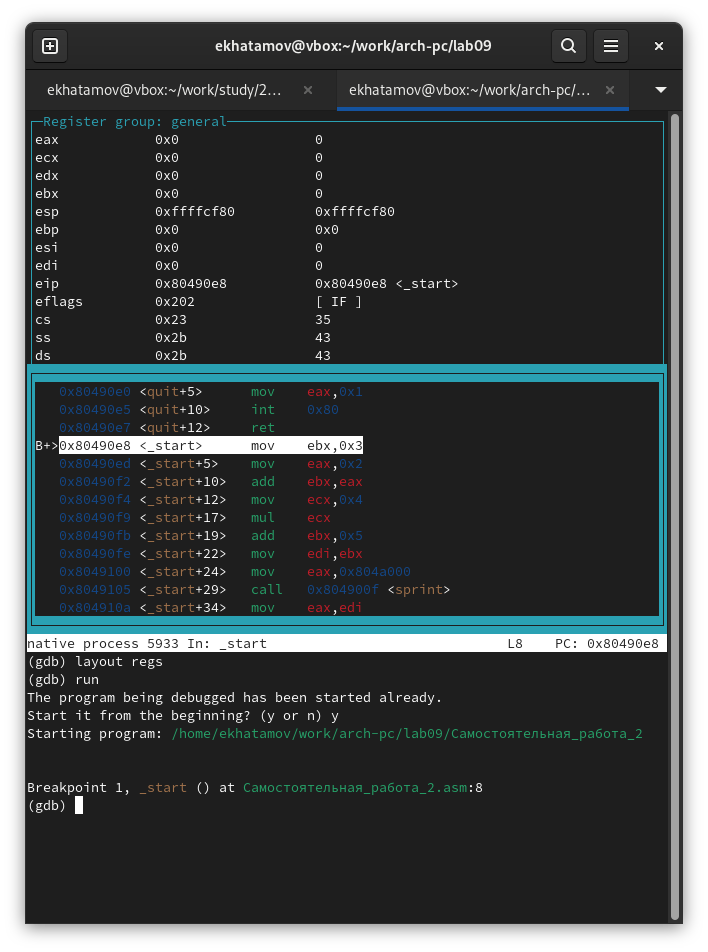 ekhatamov@vbox:~/work/arch-pc/lab09
ekhatamov@vbox:~/work/study/2...
ekhatamov@vbox:~/work/arch-pc/...
Register group: general
eax 0x0 0
ecx 0x0 0
edx 0x0 0
ebx 0x0 0
esp 0xffffcf80 0xffffcf80
ebp 0x0 0x0
esi 0x0 0
edi 0x0 0
eip 0x80490e8 0x80490e8 <_start>
eflags 0x202 [ IF ]
cs 0x23 35
ss 0x2b 43
ds 0x2b 43
0x80490e0 <quit+5> mov eax,0x1
0x80490e5 <quit+10> int 0x80
0x80490e7 <quit+12> ret
B+>0x80490e8 <_start> mov ebx,0x3
0x80490ed <_start+5> mov eax,0x2
0x80490f2 <_start+10> add ebx,eax
0x80490f4 <_start+12> mov ecx,0x4
0x80490f9 <_start+17> mul ecx
0x80490fb <_start+19> add ebx,0x5
0x80490fe <_start+22> mov edi,ebx
0x8049100 <_start+24> mov eax,0x804a000
0x8049105 <_start+29> call 0x804900f <sprint>
0x804910a <_start+34> mov eax,edi
native process 5933 In: _start L8 PC: 0x80490e8
(gdb) layout regs
(gdb) run
The program being debugged has been started already.
Start it from the beginning? (y or n) y
Starting program: /home/ekhatamov/work/arch-pc/lab09/Самостоятельная_работа_2
Breakpoint 1, _start () at Самостоятельная_работа_2.asm:8
(gdb)